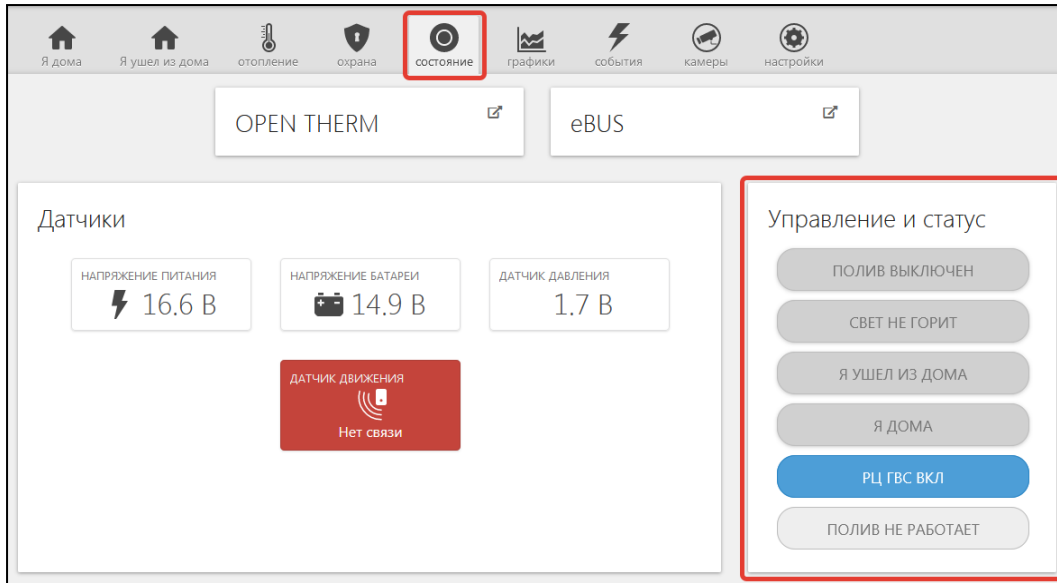 Я дома
Я ушел из дома
отопление
охрана
состояние
графики
события
камеры
настройки
OPEN THERM
eBUS
Датчики
НАПРЯЖЕНИЕ ПИТАНИЯ
16.6 В
НАПРЯЖЕНИЕ БАТАРЕИ
14.9 В
ДАТЧИК ДАВЛЕНИЯ
1.7 В
ДАТЧИК ДВИЖЕНИЯ
Нет связи
Управление и статус
ПОЛИВ ВЫКЛЮЧЕН
СВЕТ НЕ ГОРИТ
Я УШЕЛ ИЗ ДОМА
Я ДОМА
РЦ ГВС ВКЛ
ПОЛИВ НЕ РАБОТАЕТ